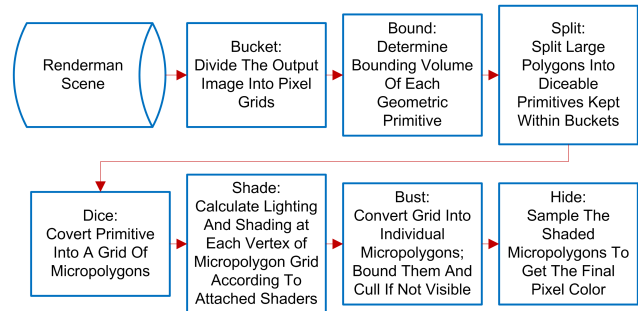 Renderman
Scene
Bucket:
Divide The Output
Image Into Pixel
Grids
Bound:
Determine
Bounding Volume
Of Each
Geometric
Primitive
Split:
Split Large
Polygons Into
Diceable
Primitives Kept
Within Buckets
Dice:
Covert Primitive
Into A Grid Of
Micropolygons
Shade:
Calculate Lighting
And Shading at
Each Vertex of
Micropolygon Grid
According To
Attached Shaders
Bust:
Convert Grid Into
Individual
Micropolygons;
Bound Them And
Cull If Not Visible
Hide:
Sample The
Shaded
Micropolygons To
Get The Final
Pixel Color